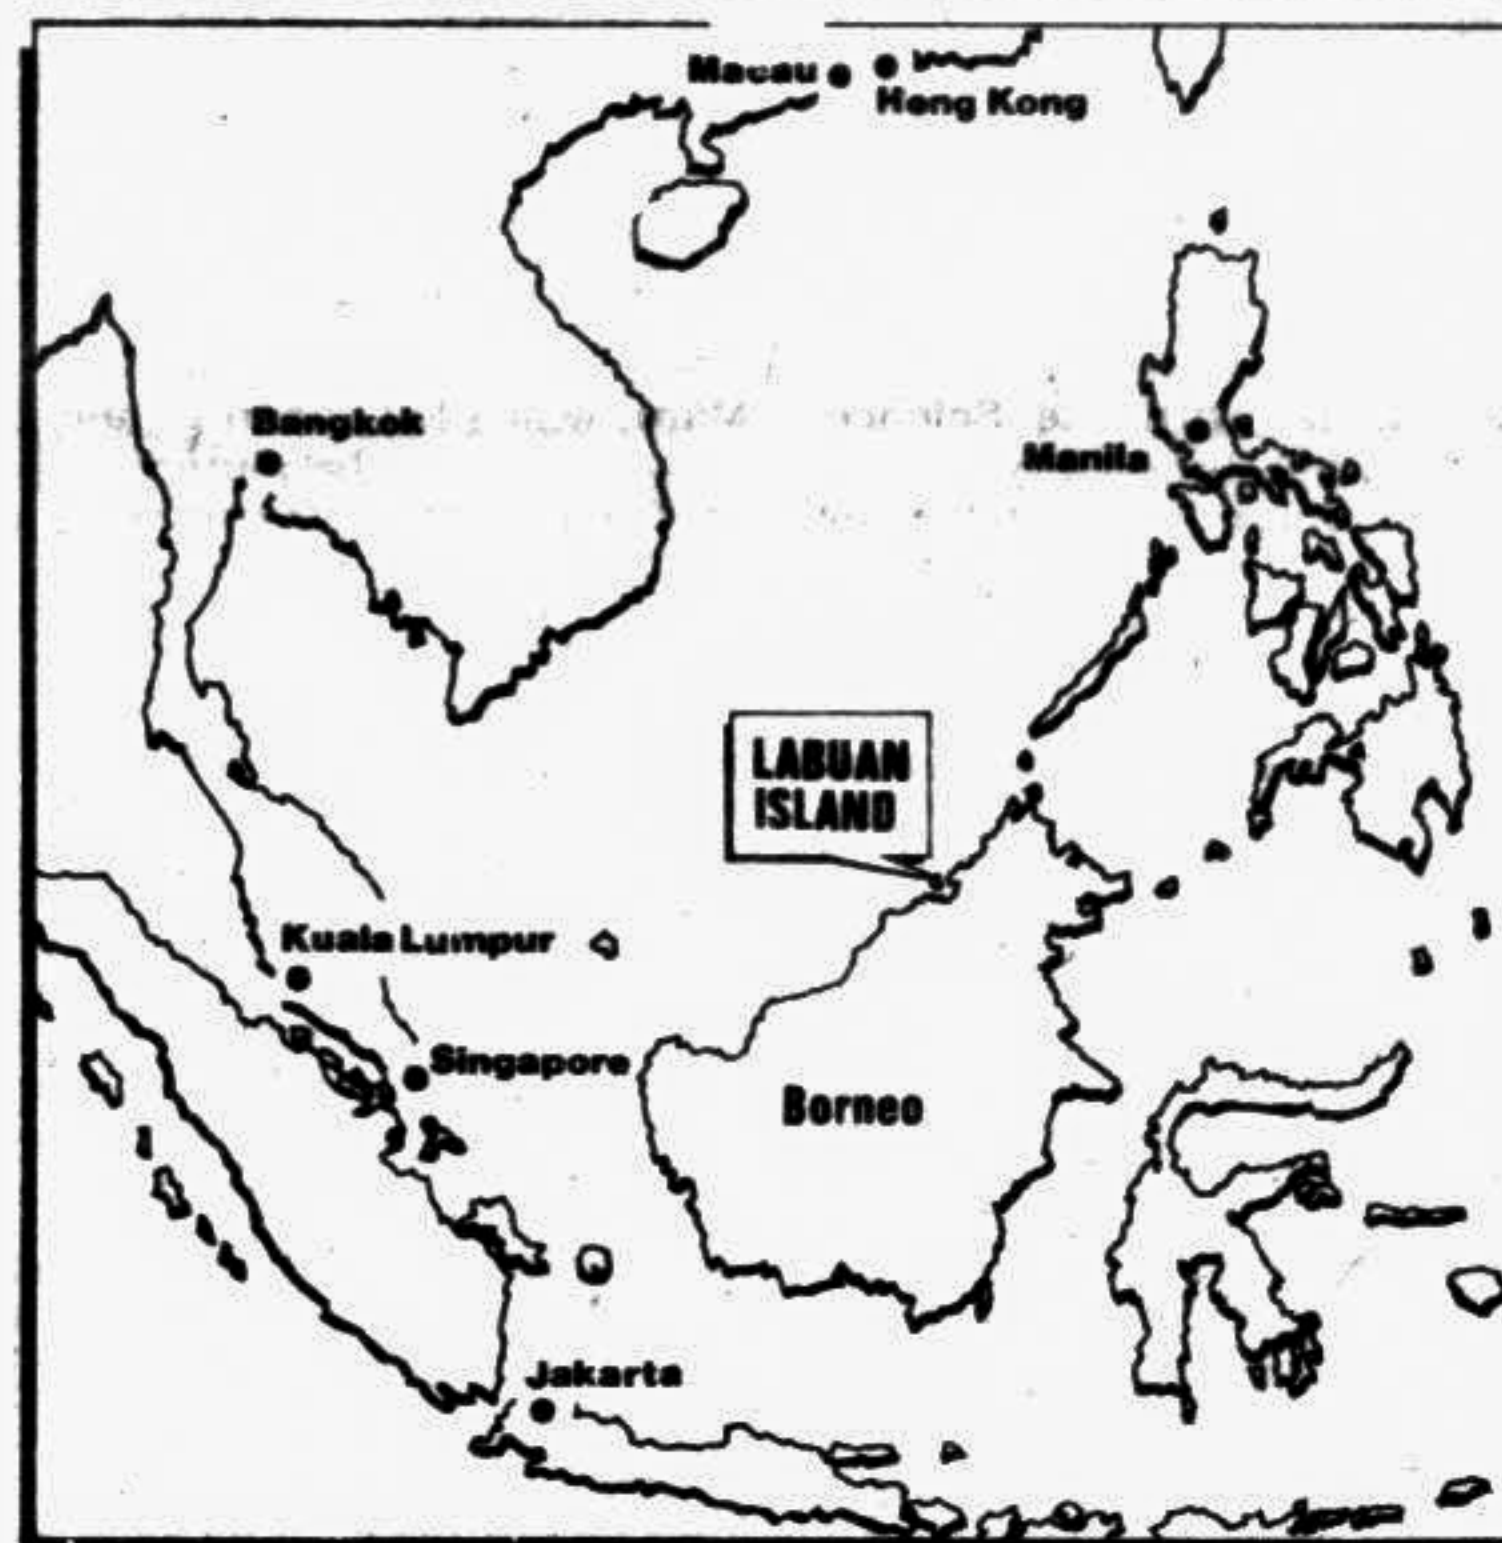 Macau
Hong Kong
Bangkok
Manila
LABUAN
ISLAND
Kuala Lumpur
Singapore
Borneo
Jakarta